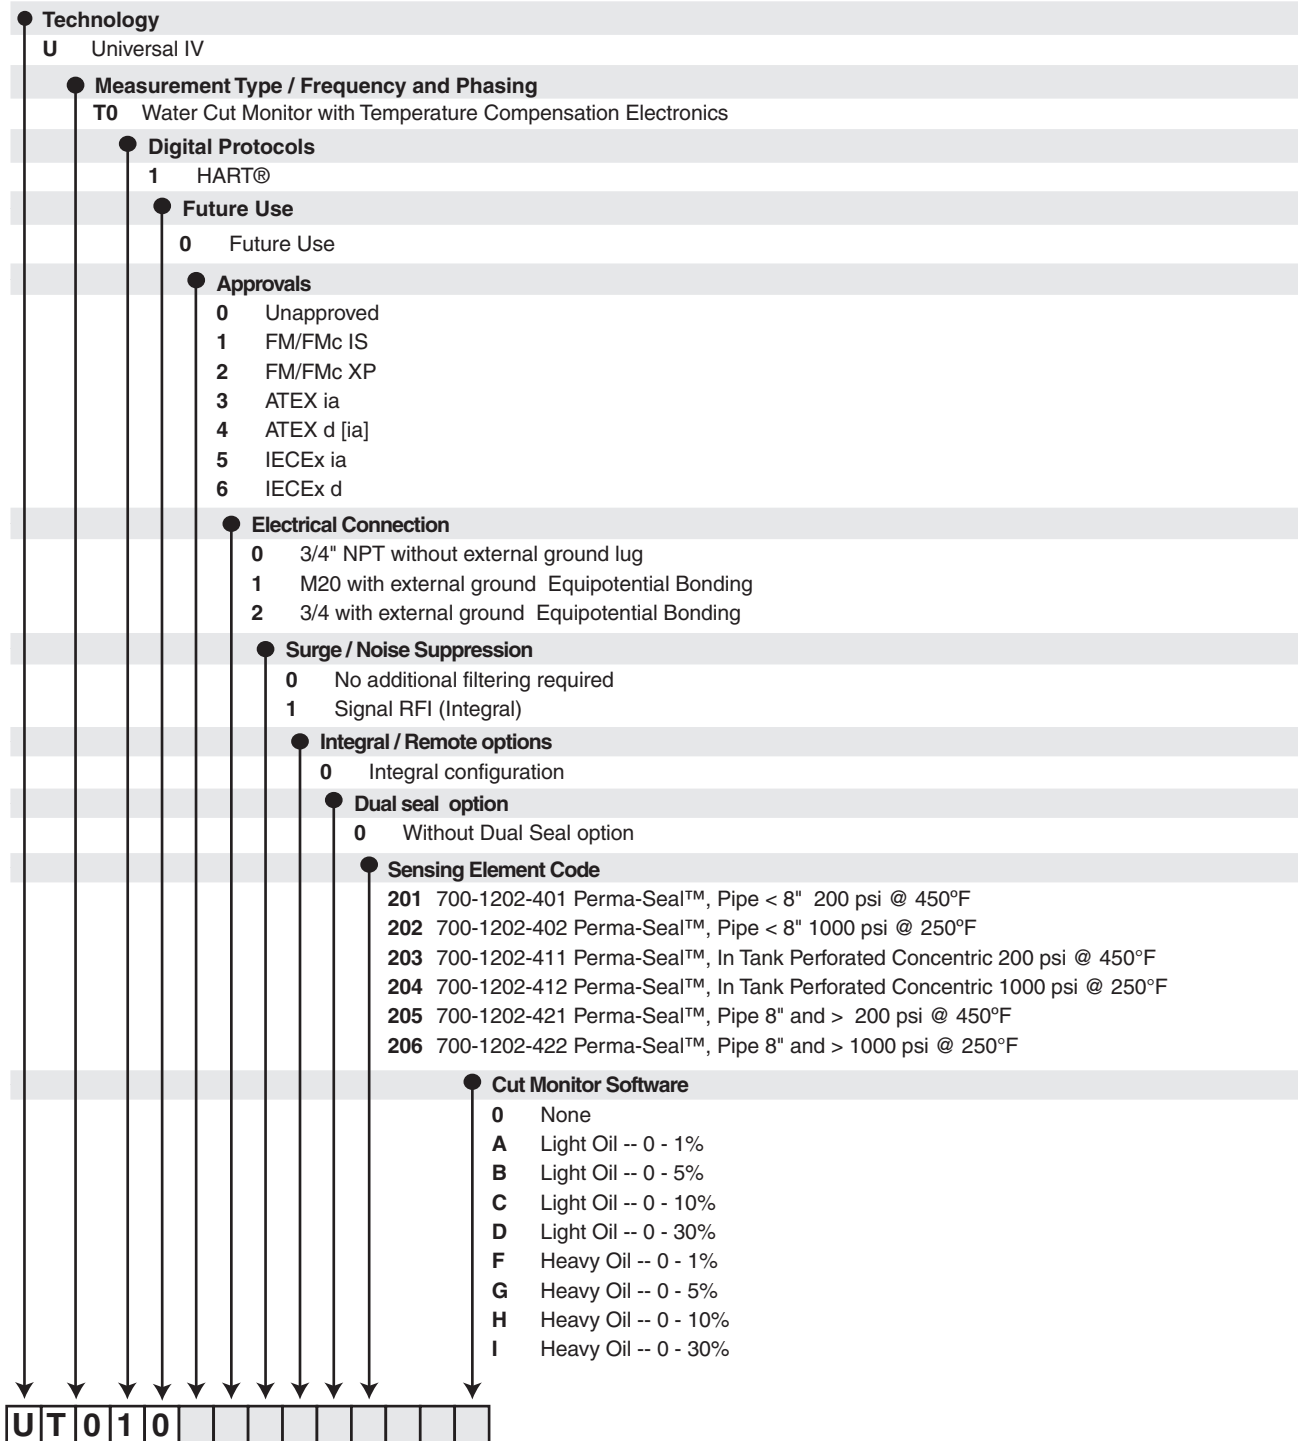 Technology
U Universal IV
Measurement Type / Frequency and Phasing
T0 Water Cut Monitor with Temperature Compensation Electronics
Digital Protocols
1 HART®
Future Use
0 Future Use
Approvals
0 Unapproved
1 FM/FMc IS
2 FM/FMc XP
3 ATEX ia
4 ATEX d [ia]
5 IECEx ia
6 IECEx d
Electrical Connection
0 3/4" NPT without external ground lug
1 M20 with external ground Equipotential Bonding
2 3/4 with external ground Equipotential Bonding
Surge / Noise Suppression
0 No additional filtering required
1 Signal RFI (Integral)
Integral / Remote options
0 Integral configuration
Dual seal option
0 Without Dual Seal option
Sensing Element Code
201 700-1202-401 Perma-Seal™, Pipe < 8" 200 psi @ 450ºF
202 700-1202-402 Perma-Seal™, Pipe < 8" 1000 psi @ 250ºF
203 700-1202-411 Perma-Seal™, In Tank Perforated Concentric 200 psi @ 450°F
204 700-1202-412 Perma-Seal™, In Tank Perforated Concentric 1000 psi @ 250°F
205 700-1202-421 Perma-Seal™, Pipe 8" and > 200 psi @ 450ºF
206 700-1202-422 Perma-Seal™, Pipe 8" and > 1000 psi @ 250°F
Cut Monitor Software
0 None
A Light Oil -- 0 - 1%
B Light Oil -- 0 - 5%
C Light Oil -- 0 - 10%
D Light Oil -- 0 - 30%
F Heavy Oil -- 0 - 1%
G Heavy Oil -- 0 - 5%
H Heavy Oil -- 0 - 10%
I Heavy Oil -- 0 - 30%
U T 0 1 0